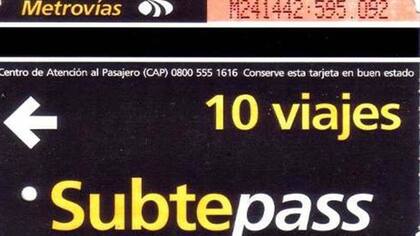 Metrovías M241442:595.092
Centro de Atención al Pasajero (CAP) 0800 555 1616 Conserve esta tarjeta en buen estado
10 viajes
Subtepass